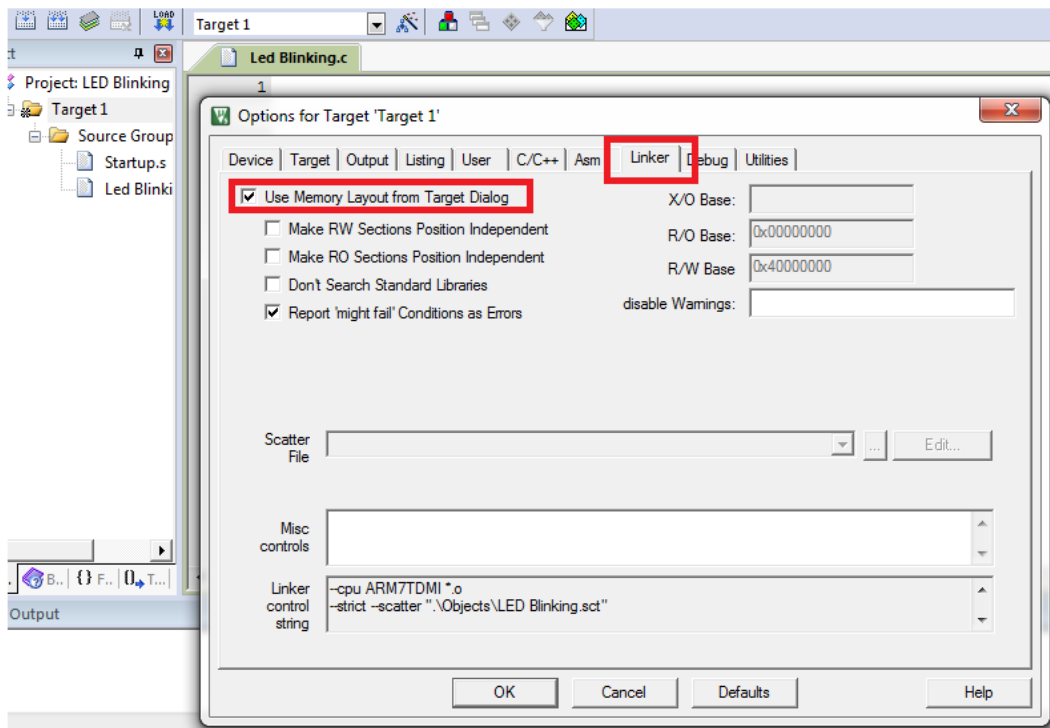 LOAD
Target 1
Led Blinking.c
1
Project: LED Blinking
Target 1
Source Group
Startup.s
Led Blinki
B..
{} F..
T...
Output
Options for Target 'Target 1'
Device Target Output Listing User C/C++ Asm Linker Debug Utilities
Use Memory Layout from Target Dialog
Make RW Sections Position Independent
Make RO Sections Position Independent
Don't Search Standard Libraries
Report 'might fail' Conditions as Errors
X/O Base:
R/O Base: 0x00000000
R/W Base 0x40000000
disable Warnings:
Scatter
File
...
Edit...
Misc
controls
Linker
control
string
--cpu ARM7TDMI *.o
--strict --scatter ".\Objects\LED Blinking.sct"
OK Cancel Defaults Help